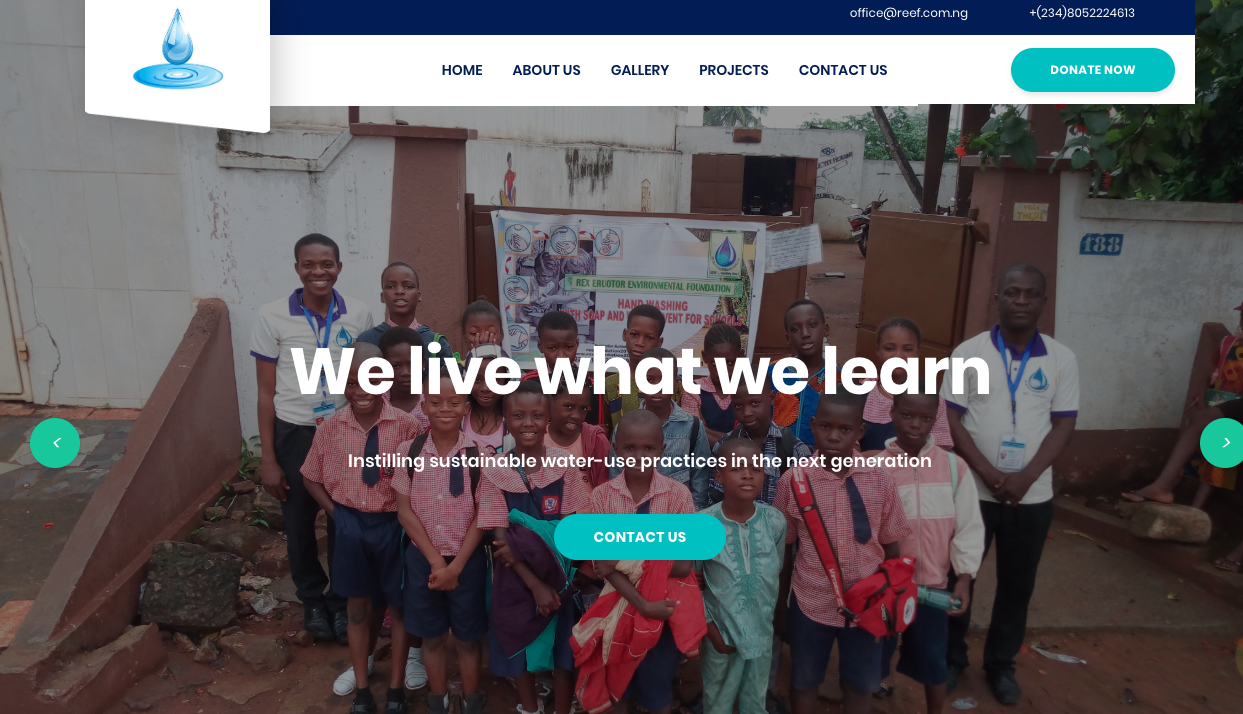 office@reef.com.ng
+(234)8052224613
HOME
ABOUT US
GALLERY
PROJECTS
CONTACT US
DONATE NOW
188
REX ERUOTOR ENVIRONMENTAL FOUNDATION
HAND WASHING
WITH SOAP AND
EVENT FOR SCHOOLS
We live what we learn
<
>
Instilling sustainable water-use practices in the next generation
CONTACT US